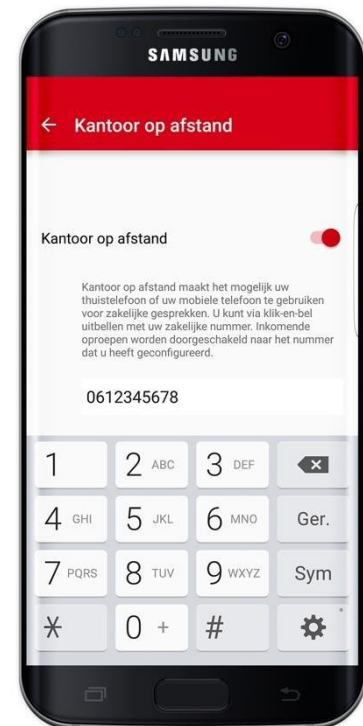 SAMSUNG
← Kantoor op afstand
Kantoor op afstand
Kantoor op afstand maakt het mogelijk uw
thuistelefoon of uw mobiele telefoon te gebruiken
voor zakelijke gesprekken. U kunt via klik-en-bel
uitbellen met uw zakelijke nummer. Inkomende
oproepen worden doorgeschakeld naar het nummer
dat u heeft geconfigureerd.
0612345678
1 2 ABC 3 DEF
4 GHI 5 JKL 6 MNO Ger.
7 PQRS 8 TUV 9 WXYZ Sym
* 0 + #